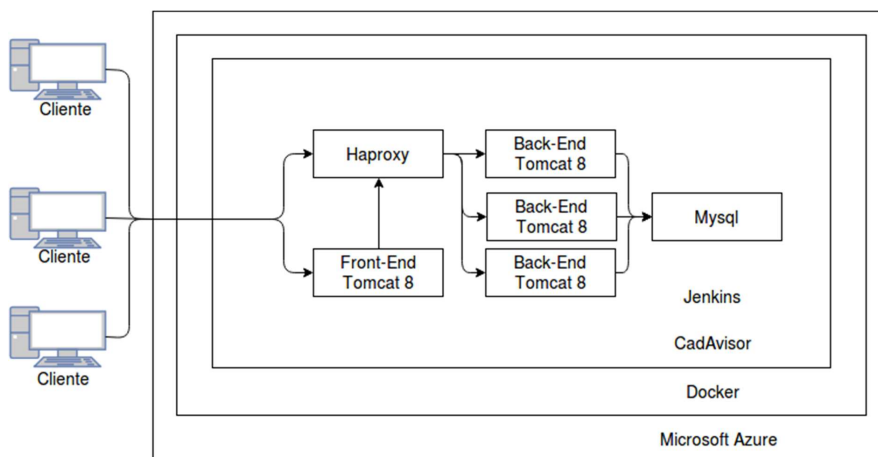 Cliente
Cliente
Cliente
Haproxy
Front-End
Tomcat 8
Back-End
Tomcat 8
Back-End
Tomcat 8
Back-End
Tomcat 8
Mysql
Jenkins
CadAvisor
Docker
Microsoft Azure